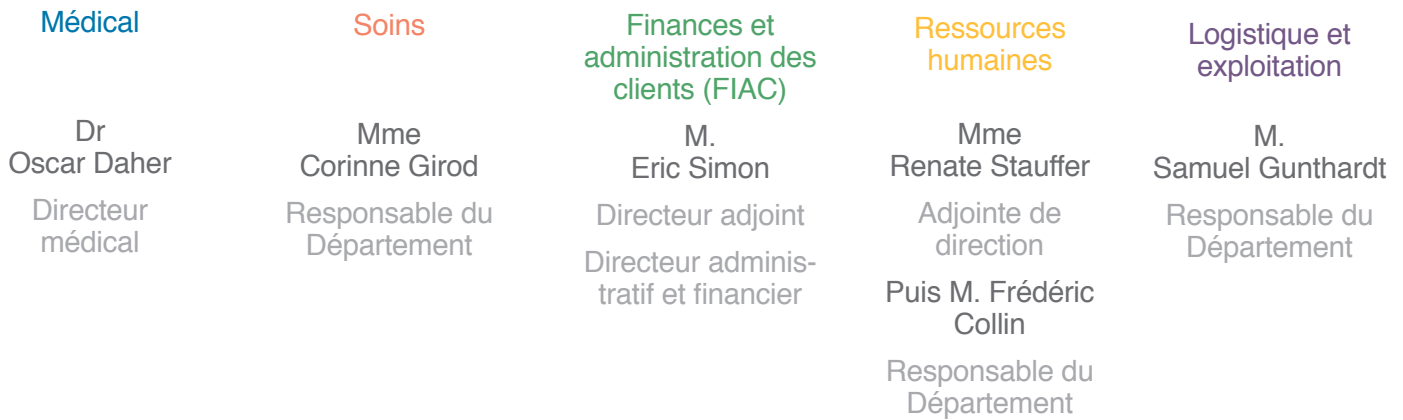 Médical
Dr
Oscar Daher
Directeur
médical
Soins
Mme
Corinne Girod
Responsable du
Département
Finances et
administration des
clients (FIAC)
M.
Eric Simon
Directeur adjoint
Directeur adminis-
tratif et financier
Ressources
humaines
Mme
Renate Stauffer
Adjointe de
direction
Puis M. Frédéric
Collin
Responsable du
Département
Logistique et
exploitation
M.
Samuel Gunthardt
Responsable du
Département